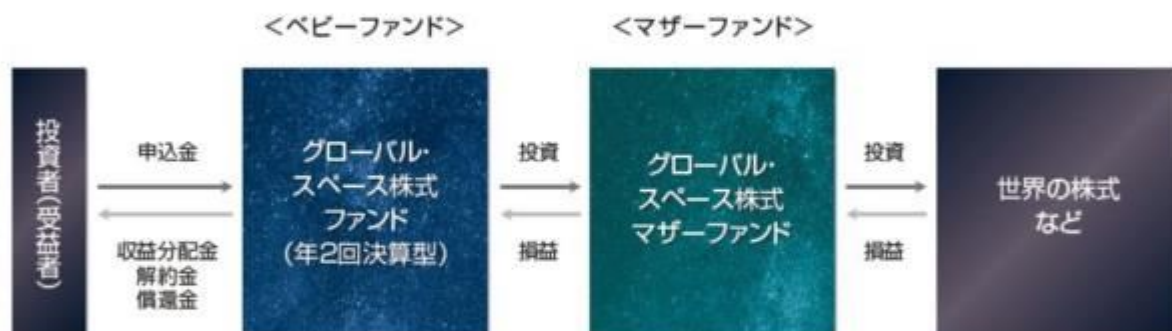 <ベビーファンド>
<マザーファンド>
投資者(受益者)
申込金
収益分配金
解約金
償還金
グローバル・
スペース株式
ファンド
(年2回決算型)
投資
損益
グローバル・
スペース株式
マザーファンド
投資
損益
世界の株式
など